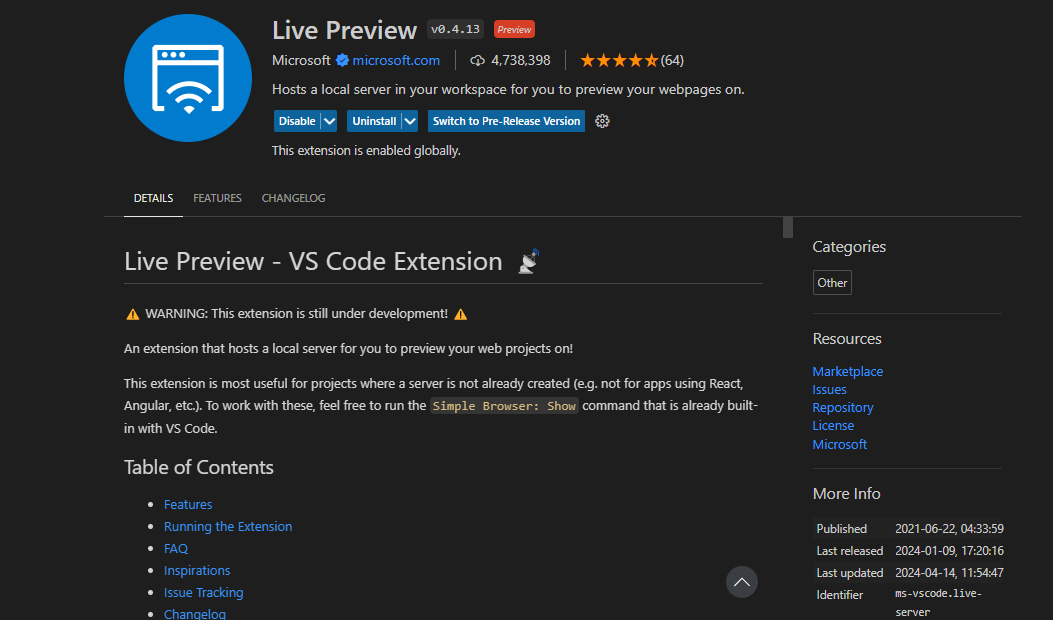 Live Preview v0.4.13 Preview
Microsoft microsoft.com 4,738,398 (64)
Hosts a local server in your workspace for you to preview your webpages on.
Disable Uninstall Switch to Pre-Release Version
This extension is enabled globally.
DETAILS FEATURES CHANGELOG
Live Preview - VS Code Extension
WARNING: This extension is still under development!
An extension that hosts a local server for you to preview your web projects on!
This extension is most useful for projects where a server is not already created (e.g. not for apps using React,
Angular, etc.). To work with these, feel free to run the Simple Browser: Show command that is already built-
in with VS Code.
Table of Contents
Features
Running the Extension
FAQ
Inspirations
Issue Tracking
Changelog
Categories
Other
Resources
Marketplace
Issues
Repository
License
Microsoft
More Info
Published 2021-06-22, 04:33:59
Last released 2024-01-09, 17:20:16
Last updated 2024-04-14, 11:54:47
Identifier ms-vscode.live-
server